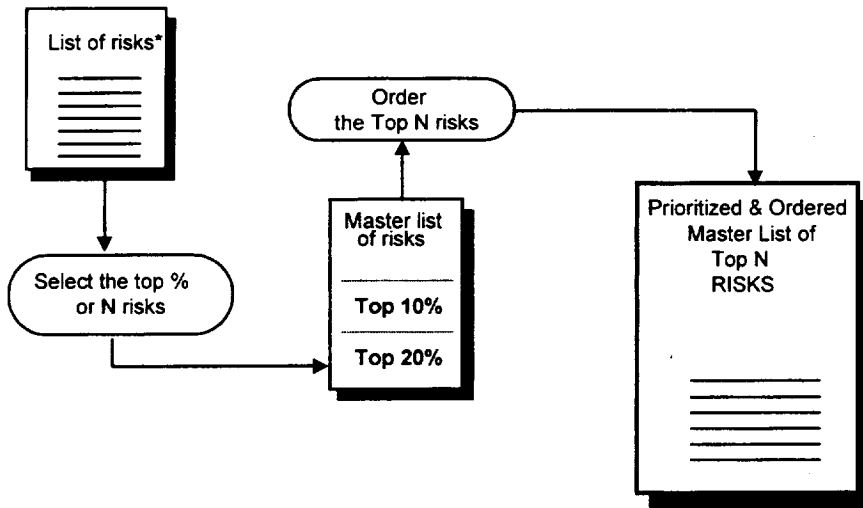 List of risks*
Select the top %
or N risks
Master list
of risks
Top 10%
Top 20%
Order
the Top N risks
Prioritized & Ordered
Master List of
Top N
RISKS